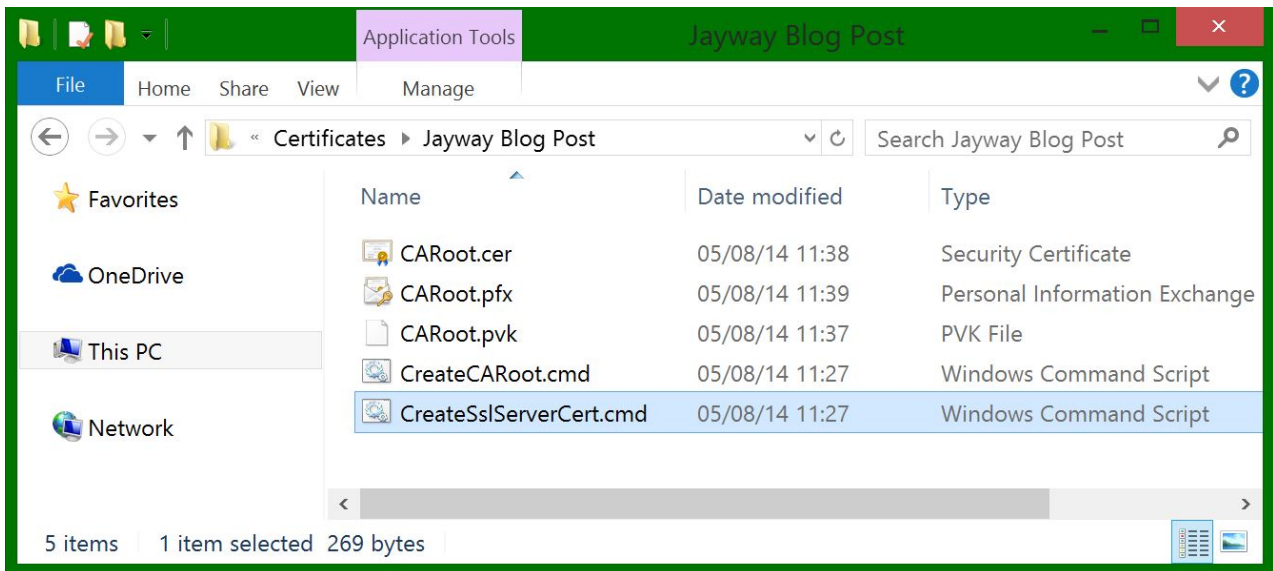 Application Tools Jayway Blog Post
File Home Share View Manage
« Certificates Jayway Blog Post Search Jayway Blog Post
Favorites
OneDrive
This PC
Network
Name Date modified Type
CARoot.cer 05/08/14 11:38 Security Certificate
CARoot.pfx 05/08/14 11:39 Personal Information Exchange
CARoot.pvk 05/08/14 11:37 PVK File
CreateCARoot.cmd 05/08/14 11:27 Windows Command Script
CreateSslServerCert.cmd 05/08/14 11:27 Windows Command Script
5 items 1 item selected 269 bytes